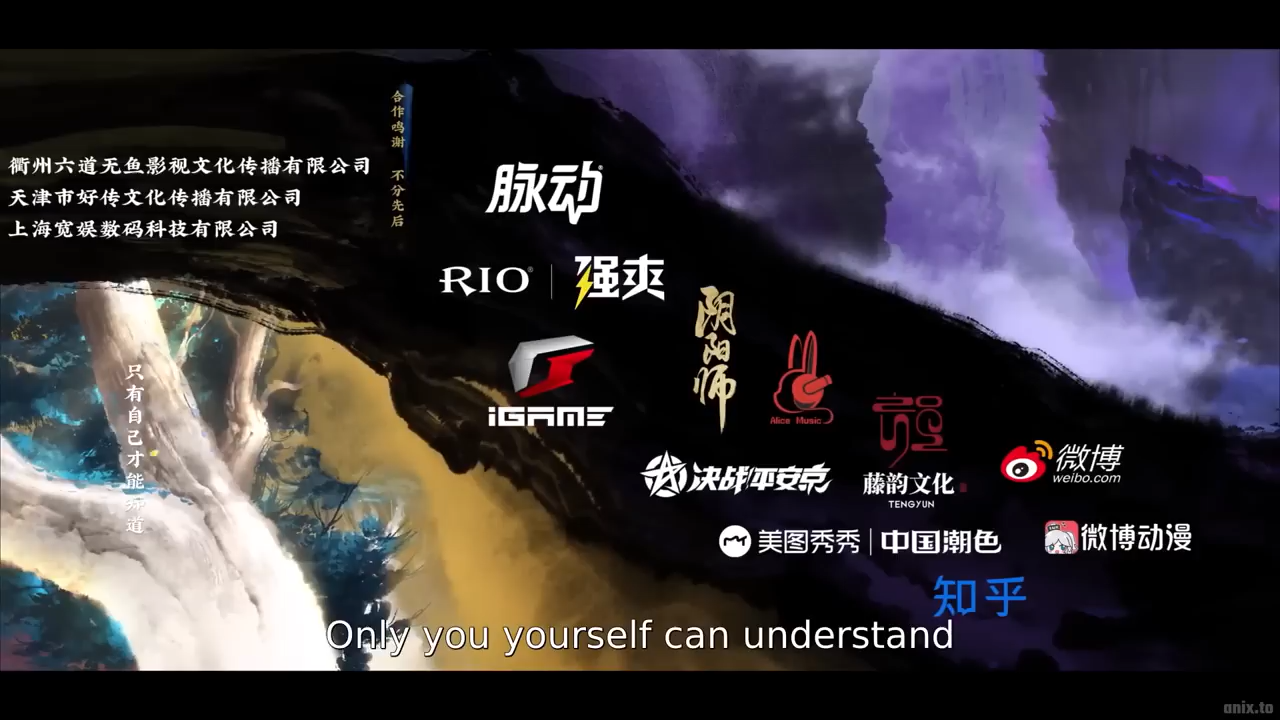 衢州六道无鱼影视文化传播有限公司
天津市好传文化传播有限公司
上海宽娱数码科技有限公司
合作鸣谢 不分先后
脉动
RIO 强爽
iGAME
阴阳师
Alice Music
决战!平安京
藤韵文化
TENGYUN
微博
weibo.com
美图秀秀 中国潮色
微博动漫
知乎
只有自己才能知道
Only you yourself can understand
anix.to